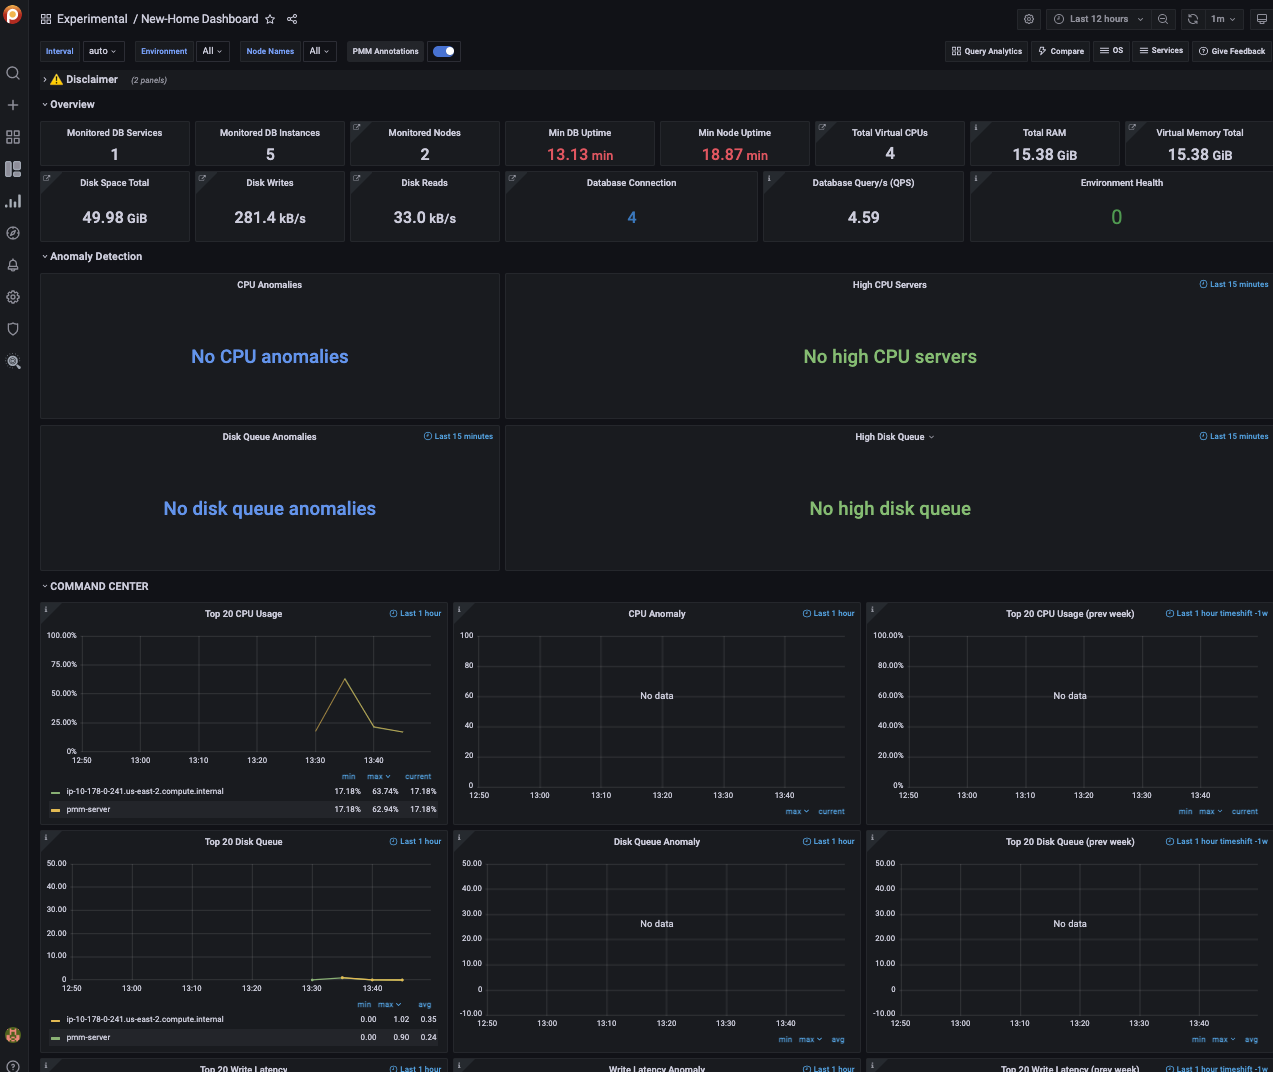 Experimental / New-Home Dashboard
Last 12 hours
1m
Interval auto Environment All Node Names All PMM Annotations
Query Analytics Compare OS Services Give Feedback
Disclaimer (2 panels)
Overview
Monitored DB Services
1
Monitored DB Instances
5
Monitored Nodes
2
Min DB Uptime
13.13 min
Min Node Uptime
18.87 min
Total Virtual CPUs
4
Total RAM
15.38 GiB
Virtual Memory Total
15.38 GiB
Disk Space Total
49.98 GiB
Disk Writes
281.4 kB/s
Disk Reads
33.0 kB/s
Database Connection
4
Database Query/s (QPS)
4.59
Environment Health
0
Anomaly Detection
CPU Anomalies
No CPU anomalies
High CPU Servers
Last 15 minutes
No high CPU servers
Disk Queue Anomalies
Last 15 minutes
No disk queue anomalies
High Disk Queue
Last 15 minutes
No high disk queue
COMMAND CENTER
Top 20 CPU Usage
Last 1 hour
100.00%
75.00%
50.00%
25.00%
0%
12:50 13:00 13:10 13:20 13:30 13:40
min max current
ip-10-178-0-241.us-east-2.compute.internal 17.18% 63.74% 17.18%
pmm-server 17.18% 62.94% 17.18%
CPU Anomaly
Last 1 hour
100
80
60
40
20
0
No data
12:50 13:00 13:10 13:20 13:30 13:40
max current
Top 20 CPU Usage (prev week)
Last 1 hour timeshift -1w
100.00%
80.00%
60.00%
40.00%
20.00%
0%
No data
12:50 13:00 13:10 13:20 13:30 13:40
min max current
Top 20 Disk Queue
Last 1 hour
50.00
40.00
30.00
20.00
10.00
0
12:50 13:00 13:10 13:20 13:30 13:40
min max avg
ip-10-178-0-241.us-east-2.compute.internal 0.00 1.02 0.35
pmm-server 0.00 0.90 0.24
Disk Queue Anomaly
Last 1 hour
50.00
40.00
30.00
20.00
10.00
0
-10.00
No data
12:50 13:00 13:10 13:20 13:30 13:40
min max avg
Top 20 Disk Queue (prev week)
Last 1 hour timeshift -1w
50.00
40.00
30.00
20.00
10.00
0
-10.00
No data
12:50 13:00 13:10 13:20 13:30 13:40
min max avg
Top 20 Write Latency
Last 1 hour
Write Latency Anomaly
Last 1 hour
Top 20 Write Latency (prev week)
Last 1 hour timeshift -1w